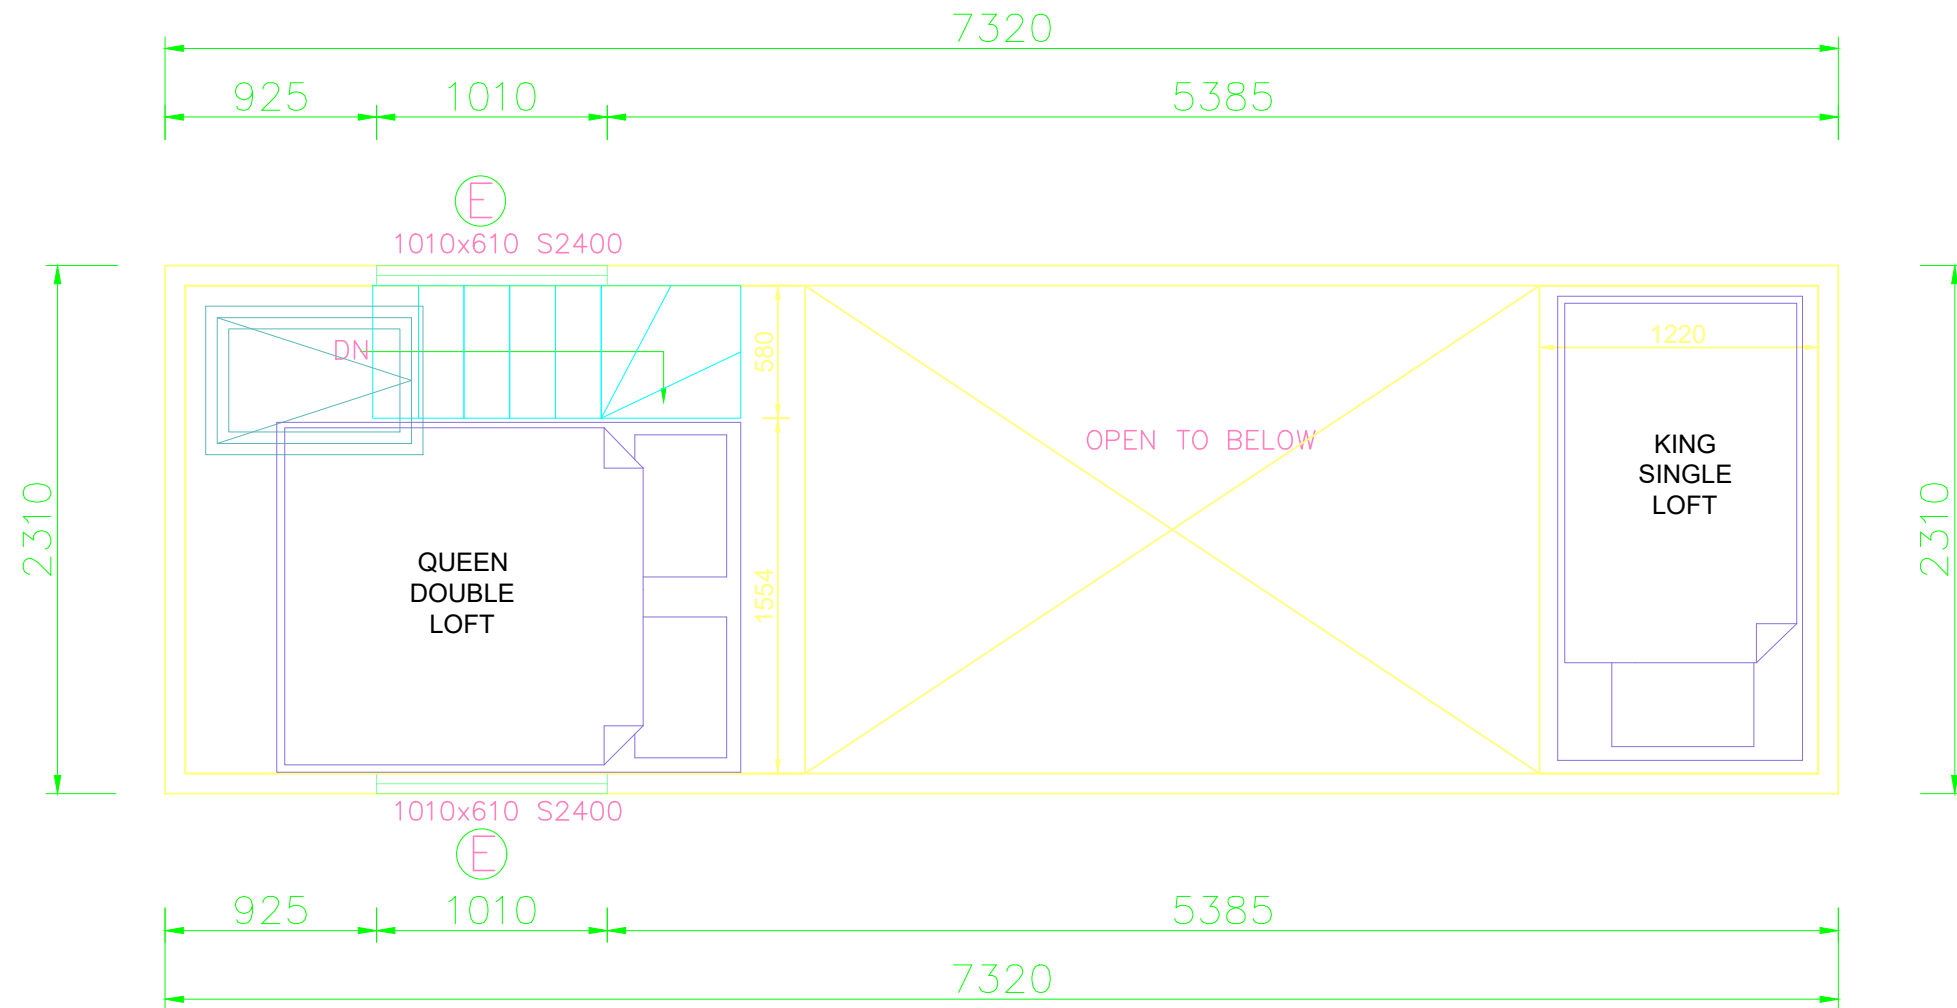 7320
925 1010 5385
E
1010x610 S2400
DN
580
1220
OPEN TO BELOW
KING
SINGLE
LOFT
2310
2310
QUEEN
DOUBLE
LOFT
1554
1010x610 S2400
E
925 1010 5385
7320